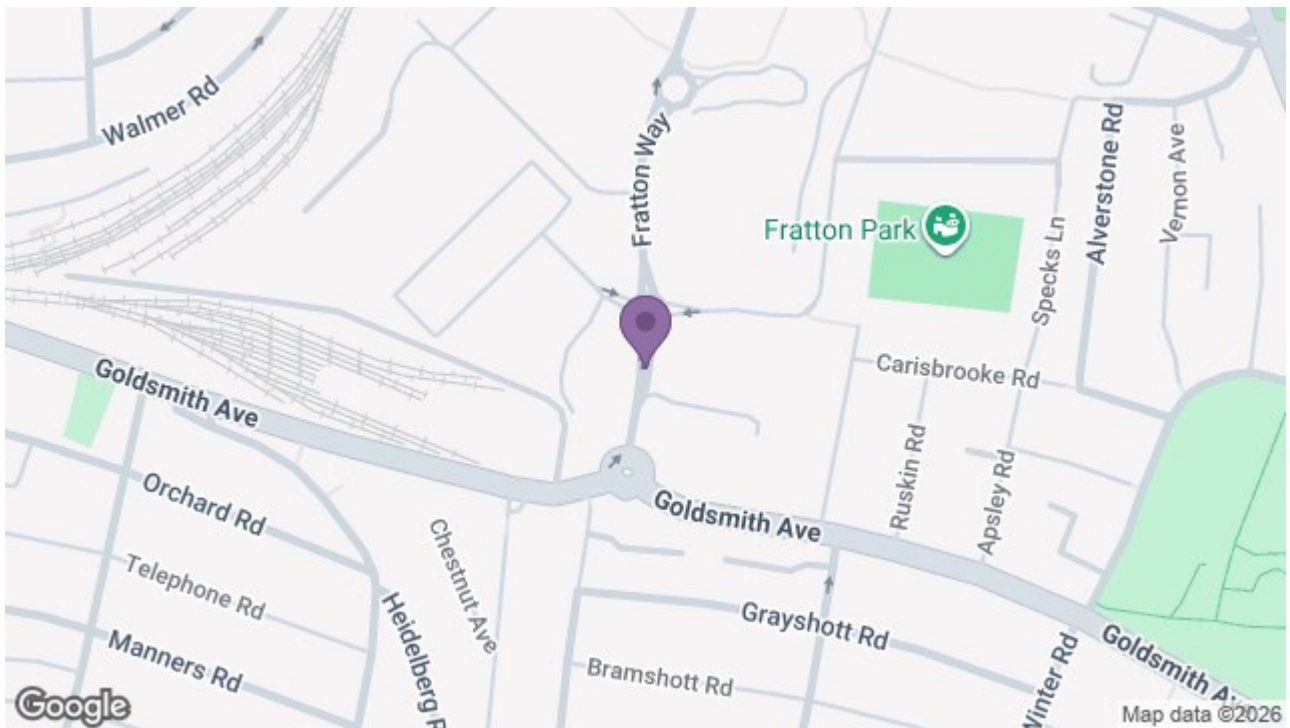 Walmer Rd
Fratton Way
Fratton Park
Specks Ln
Alverstone Rd
Vernon Ave
Goldsmith Ave
Carisbrooke Rd
Ruskin Rd
Apsley Rd
Orchard Rd
Goldsmith Ave
Chestnut Ave
Telephone Rd
Heidelberg R
Grayshott Rd
Manners Rd
Bramshott Rd
Winter Rd
Goldsmith Av
Google
Map data ©2026